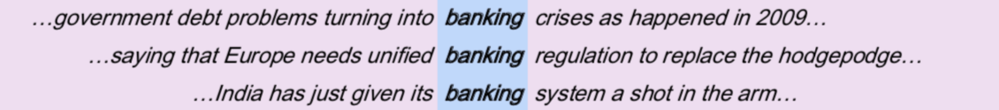 …government debt problems turning into banking crises as happened in 2009…
…saying that Europe needs unified banking regulation to replace the hodgepodge…
…India has just given its banking system a shot in the arm…